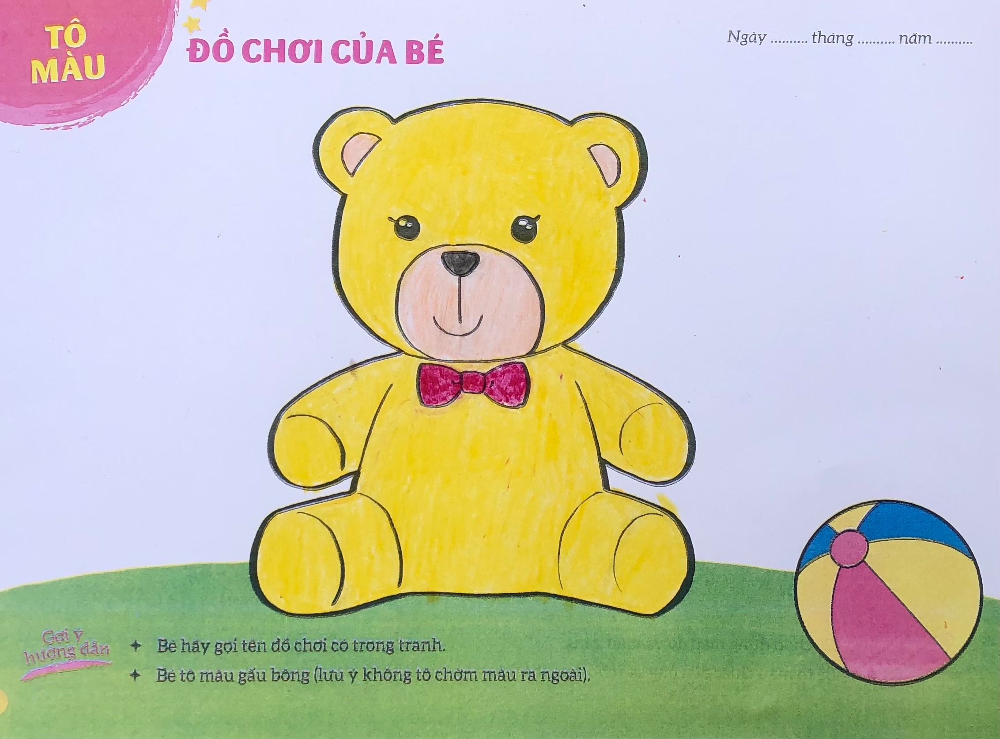 TÔ
MÀU
ĐỒ CHƠI CỦA BÉ
Ngày .......... tháng .......... năm ..........
Gợi ý
hướng dẫn
Bé hãy gọi tên đồ chơi có trong tranh.
Bé tô màu gấu bông (lưu ý không tô chờm màu ra ngoài).